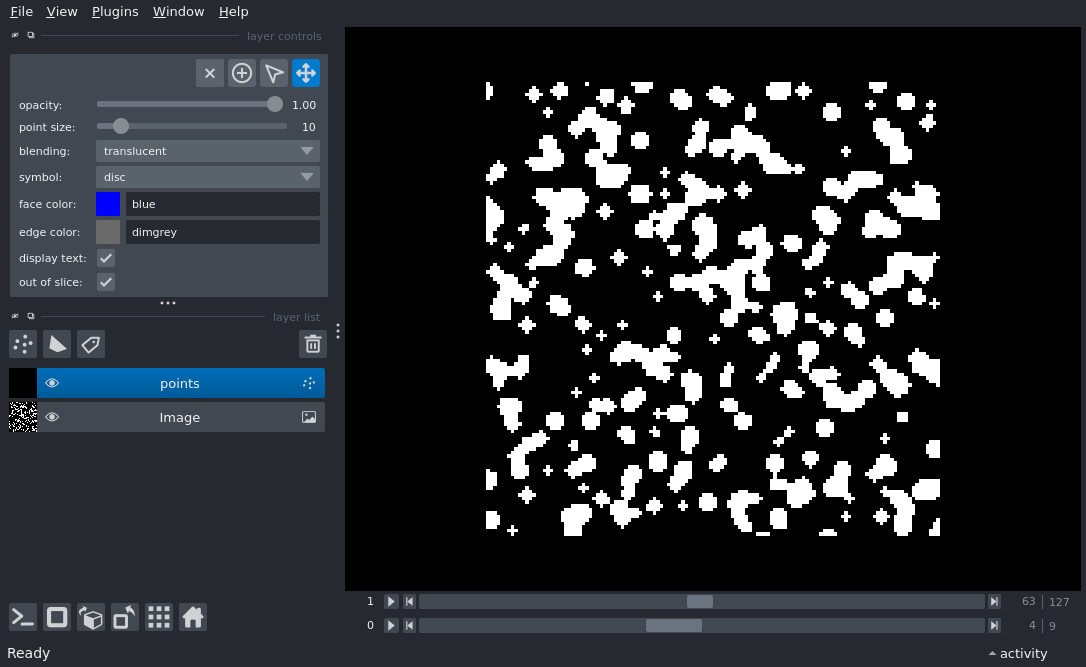 File View Plugins Window Help
layer controls
opacity: 1.00
point size: 10
blending: translucent
symbol: disc
face color: blue
edge color: dimgrey
display text:
out of slice:
layer list
points
Image
1 63 127
0 4 9
Ready activity